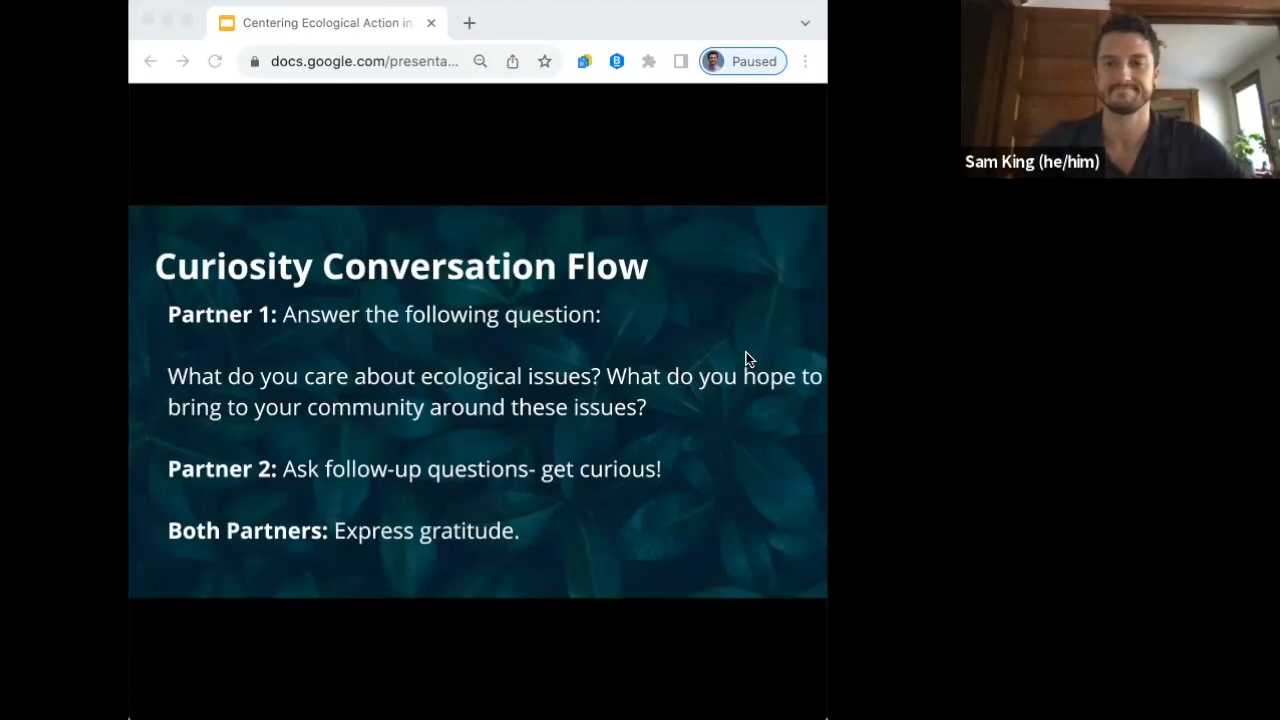 Centering Ecological Action in
docs.google.com/presenta...
Paused
Sam King (he/him)
Curiosity Conversation Flow
Partner 1: Answer the following question:
What do you care about ecological issues? What do you hope to
bring to your community around these issues?
Partner 2: Ask follow-up questions- get curious!
Both Partners: Express gratitude.